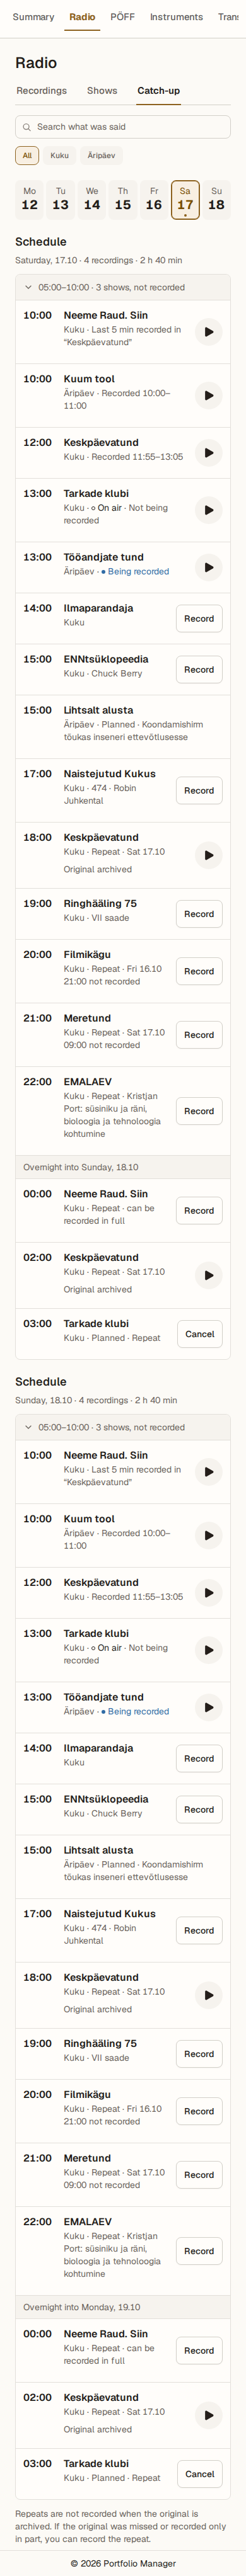 Summary Radio PÖFF Instruments Trans
Radio
Recordings Shows Catch-up
Search what was said
All Kuku Äripäev
Mo Tu We Th Fr Sa Su
12 13 14 15 16 17 18
Schedule
Saturday, 17.10 · 4 recordings · 2 h 40 min
05:00–10:00 · 3 shows, not recorded
10:00 Neeme Raud. Siin
Kuku · Last 5 min recorded in
“Keskpäevatund”
10:00 Kuum tool
Äripäev · Recorded 10:00–
11:00
12:00 Keskpäevatund
Kuku · Recorded 11:55–13:05
13:00 Tarkade klubi
Kuku · On air · Not being
recorded
13:00 Tööandjate tund
Äripäev · Being recorded
14:00 Ilmaparandaja
Kuku
Record
15:00 ENNtsüklopeedia
Kuku · Chuck Berry
Record
15:00 Lihtsalt alusta
Äripäev · Planned · Koondamishirm
tõukas inseneri ettevõtlusesse
17:00 Naistejutud Kukus
Kuku · 474 · Robin
Juhkental
Record
18:00 Keskpäevatund
Kuku · Repeat · Sat 17.10
Original archived
19:00 Ringhääling 75
Kuku · VII saade
Record
20:00 Filmikägu
Kuku · Repeat · Fri 16.10
21:00 not recorded
Record
21:00 Meretund
Kuku · Repeat · Sat 17.10
09:00 not recorded
Record
22:00 EMALAEV
Kuku · Repeat · Kristjan
Port: süsiniku ja räni,
bioloogia ja tehnoloogia
kohtumine
Record
Overnight into Sunday, 18.10
00:00 Neeme Raud. Siin
Kuku · Repeat · can be
recorded in full
Record
02:00 Keskpäevatund
Kuku · Repeat · Sat 17.10
Original archived
03:00 Tarkade klubi
Kuku · Planned · Repeat
Cancel
Schedule
Sunday, 18.10 · 4 recordings · 2 h 40 min
05:00–10:00 · 3 shows, not recorded
10:00 Neeme Raud. Siin
Kuku · Last 5 min recorded in
“Keskpäevatund”
10:00 Kuum tool
Äripäev · Recorded 10:00–
11:00
12:00 Keskpäevatund
Kuku · Recorded 11:55–13:05
13:00 Tarkade klubi
Kuku · On air · Not being
recorded
13:00 Tööandjate tund
Äripäev · Being recorded
14:00 Ilmaparandaja
Kuku
Record
15:00 ENNtsüklopeedia
Kuku · Chuck Berry
Record
15:00 Lihtsalt alusta
Äripäev · Planned · Koondamishirm
tõukas inseneri ettevõtlusesse
17:00 Naistejutud Kukus
Kuku · 474 · Robin
Juhkental
Record
18:00 Keskpäevatund
Kuku · Repeat · Sat 17.10
Original archived
19:00 Ringhääling 75
Kuku · VII saade
Record
20:00 Filmikägu
Kuku · Repeat · Fri 16.10
21:00 not recorded
Record
21:00 Meretund
Kuku · Repeat · Sat 17.10
09:00 not recorded
Record
22:00 EMALAEV
Kuku · Repeat · Kristjan
Port: süsiniku ja räni,
bioloogia ja tehnoloogia
kohtumine
Record
Overnight into Monday, 19.10
00:00 Neeme Raud. Siin
Kuku · Repeat · can be
recorded in full
Record
02:00 Keskpäevatund
Kuku · Repeat · Sat 17.10
Original archived
03:00 Tarkade klubi
Kuku · Planned · Repeat
Cancel
Repeats are not recorded when the original is
archived. If the original was missed or recorded only
in part, you can record the repeat.
© 2026 Portfolio Manager